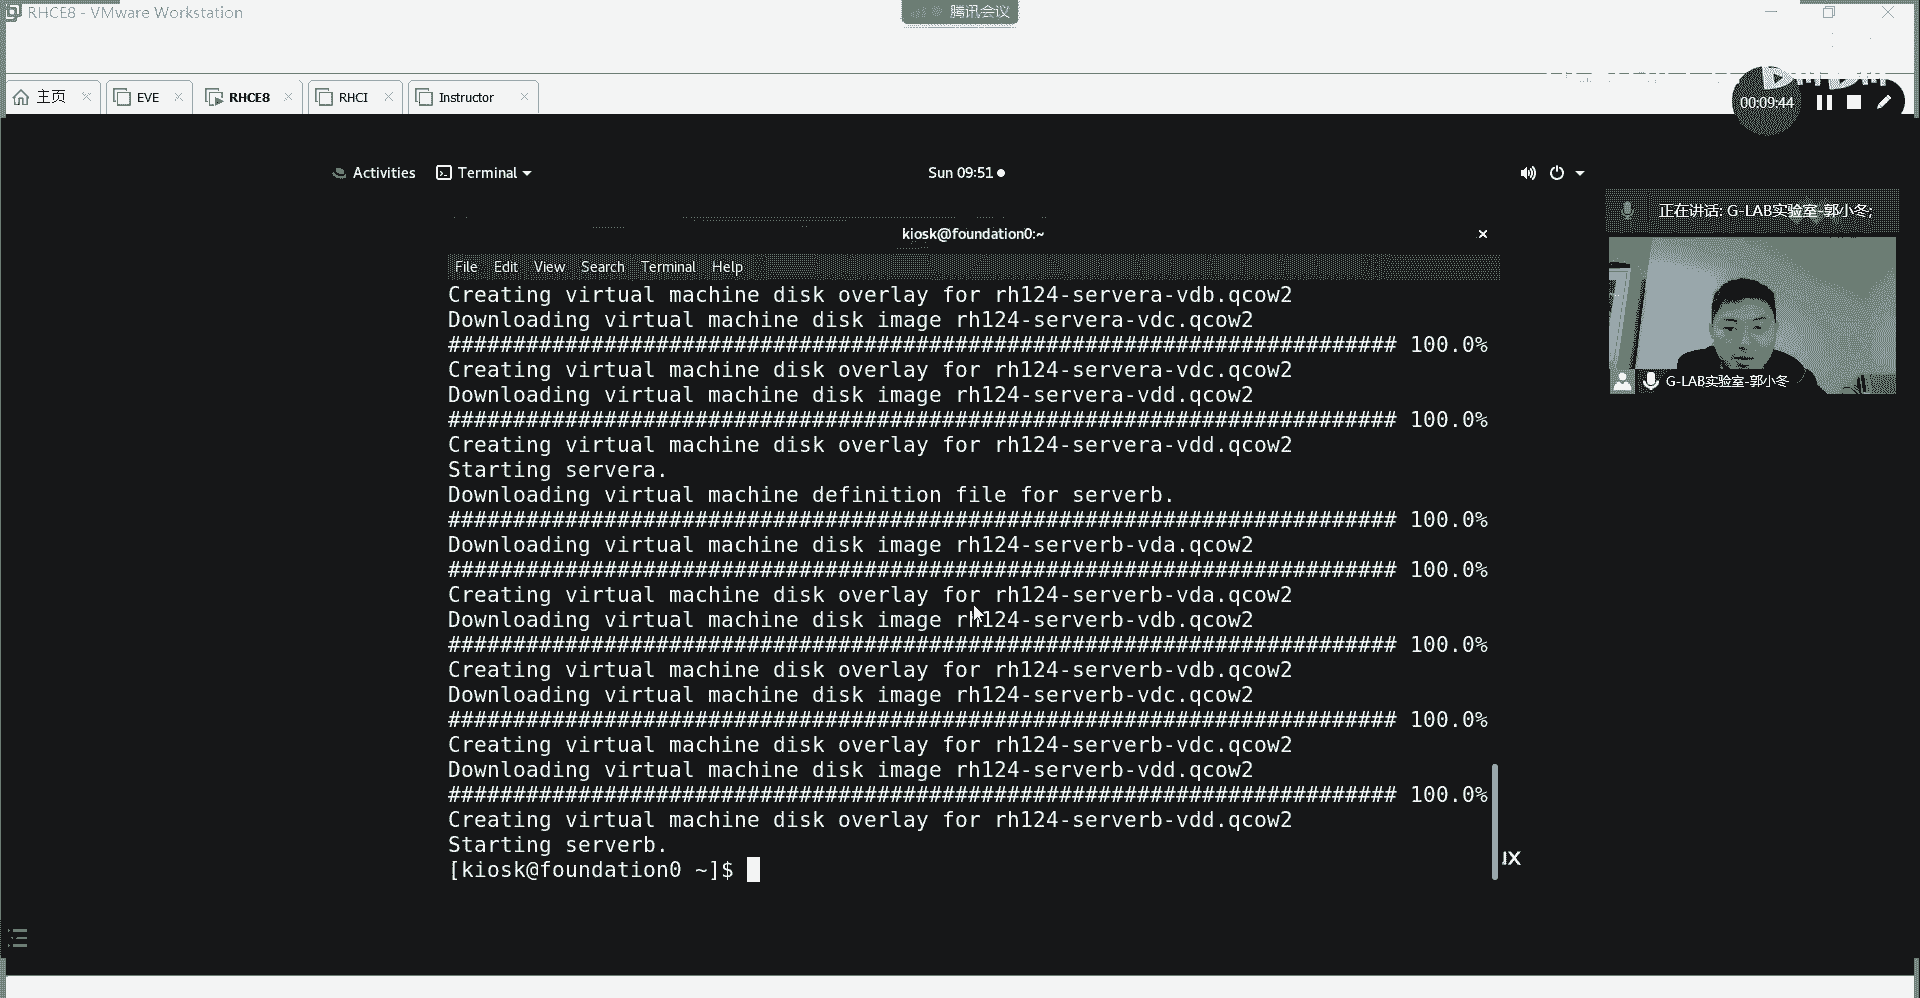 RHCE8 - VMware Workstation
腾讯会议
主页
EVE
RHCE8
RHCI
Instructor
00:09:44
Activities
Terminal
Sun 09:51
正在讲话: G-LAB实验室-郭小冬;
kiosk@foundation0:~
File Edit View Search Terminal Help
Creating virtual machine disk overlay for rh124-servera-vdb.qcow2
Downloading virtual machine disk image rh124-servera-vdc.qcow2
######################################################################### 100.0%
Creating virtual machine disk overlay for rh124-servera-vdc.qcow2
Downloading virtual machine disk image rh124-servera-vdd.qcow2
######################################################################### 100.0%
Creating virtual machine disk overlay for rh124-servera-vdd.qcow2
Starting servera.
Downloading virtual machine definition file for serverb.
######################################################################### 100.0%
Downloading virtual machine disk image rh124-serverb-vda.qcow2
######################################################################### 100.0%
Creating virtual machine disk overlay for rh124-serverb-vda.qcow2
Downloading virtual machine disk image rh124-serverb-vdb.qcow2
######################################################################### 100.0%
Creating virtual machine disk overlay for rh124-serverb-vdb.qcow2
Downloading virtual machine disk image rh124-serverb-vdc.qcow2
######################################################################### 100.0%
Creating virtual machine disk overlay for rh124-serverb-vdc.qcow2
Downloading virtual machine disk image rh124-serverb-vdd.qcow2
######################################################################### 100.0%
Creating virtual machine disk overlay for rh124-serverb-vdd.qcow2
Starting serverb.
[kiosk@foundation0 ~]$
G-LAB实验室-郭小冬